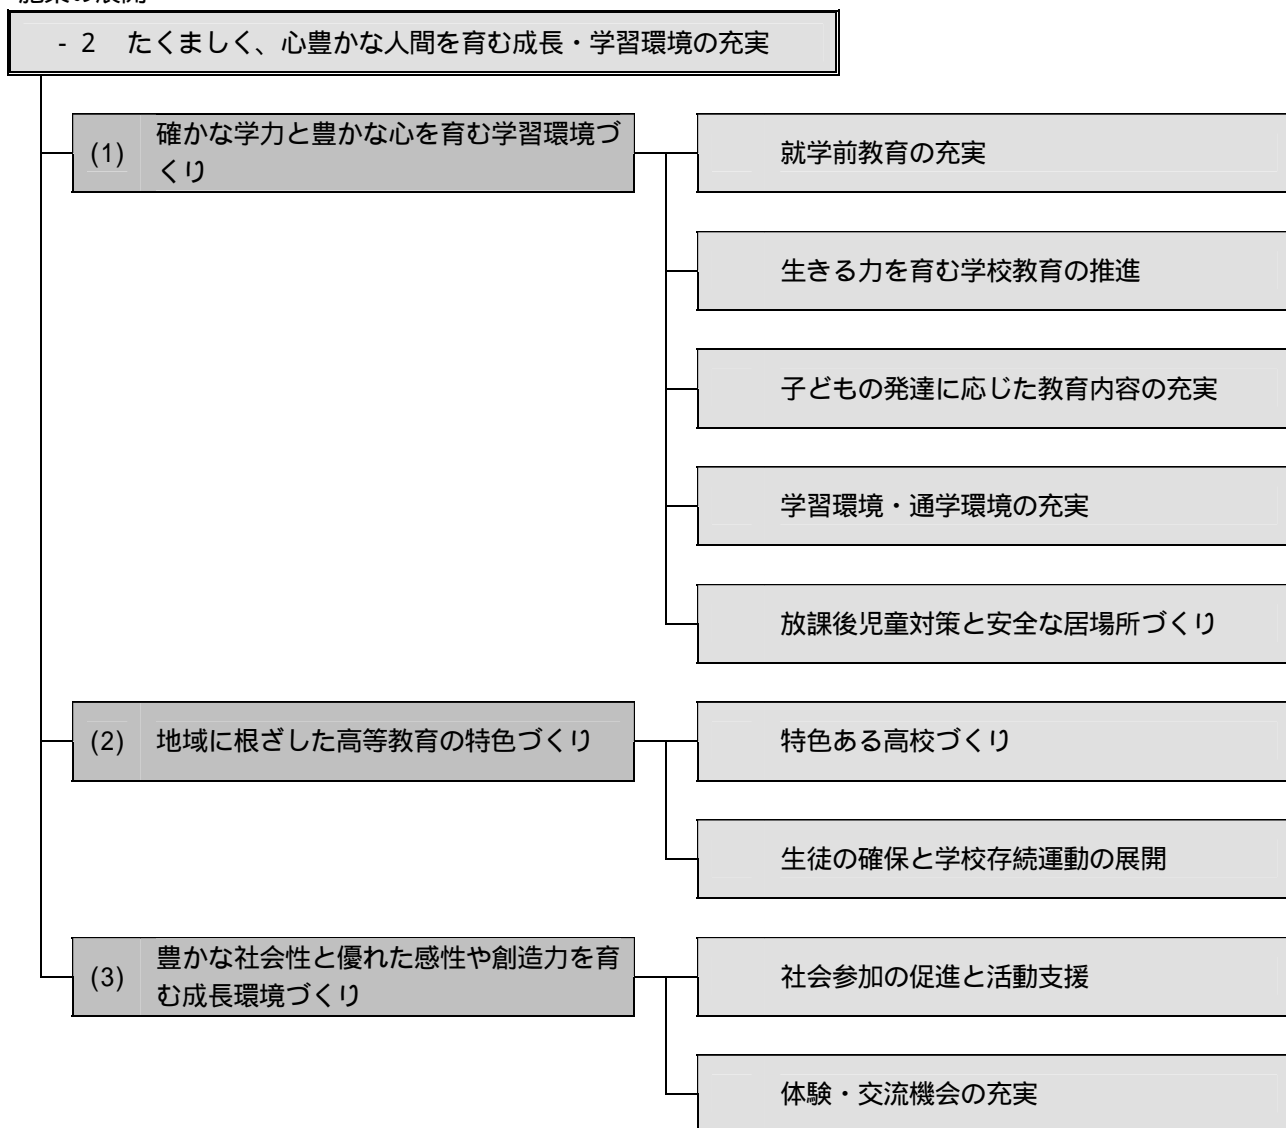 - 2 たくましく、心豊かな人間を育む成長・学習環境の充実
(1) 確かな学力と豊かな心を育む学習環境づ
くり
就学前教育の充実
生きる力を育む学校教育の推進
子どもの発達に応じた教育内容の充実
学習環境・通学環境の充実
放課後児童対策と安全な居場所づくり
(2) 地域に根ざした高等教育の特色づくり
特色ある高校づくり
生徒の確保と学校存続運動の展開
(3) 豊かな社会性と優れた感性や創造力を育
む成長環境づくり
社会参加の促進と活動支援
体験・交流機会の充実